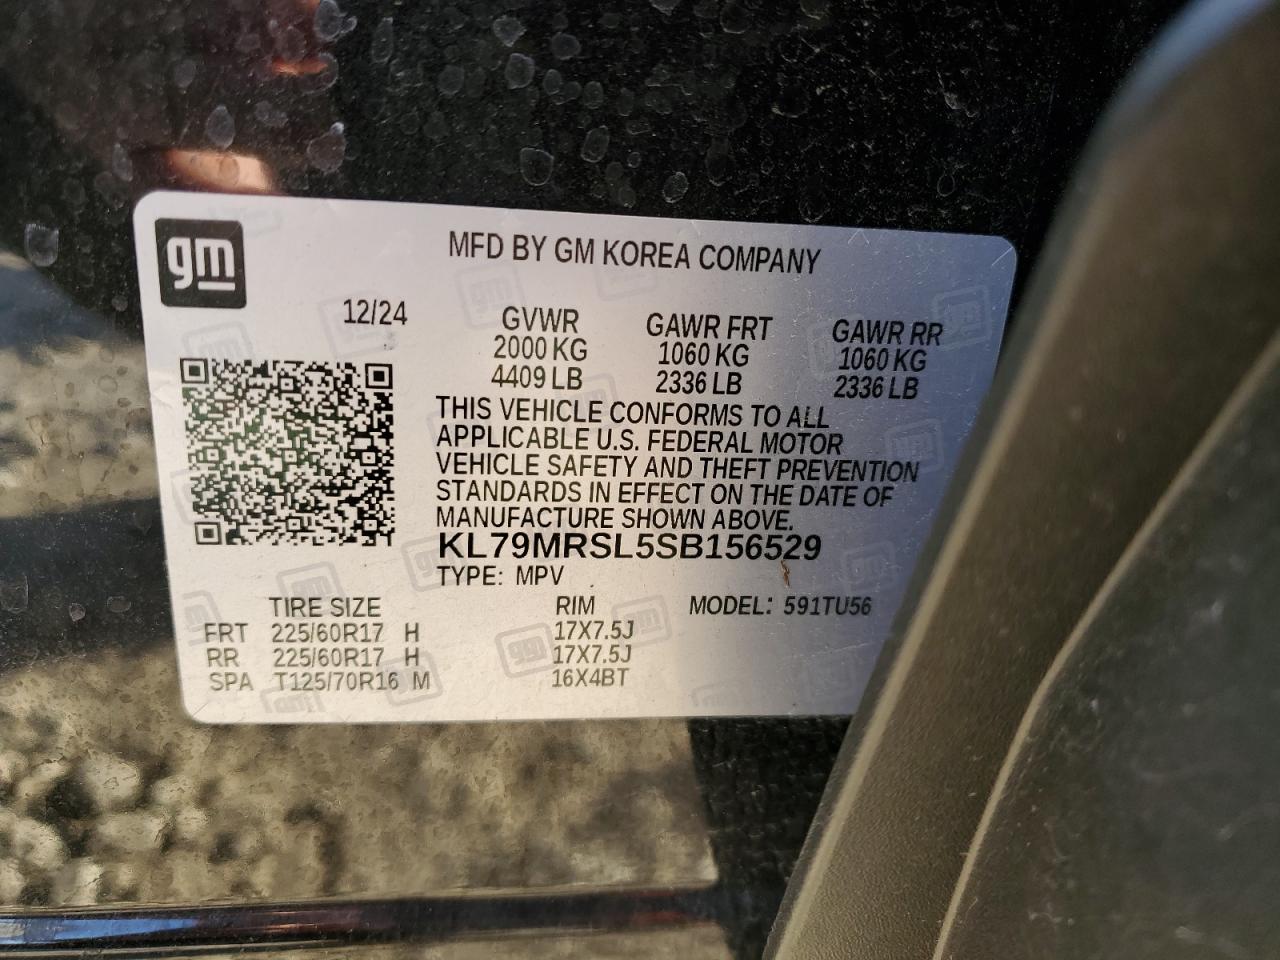 gm
MFD BY GM KOREA COMPANY
12/24
GVWR GAWR FRT GAWR RR
2000 KG 1060 KG 1060 KG
4409 LB 2336 LB 2336 LB
THIS VEHICLE CONFORMS TO ALL
APPLICABLE U.S. FEDERAL MOTOR
VEHICLE SAFETY AND THEFT PREVENTION
STANDARDS IN EFFECT ON THE DATE OF
MANUFACTURE SHOWN ABOVE.
KL79MRSL5SB156529
TYPE: MPV
TIRE SIZE RIM MODEL: 591TU56
FRT 225/60R17 H 17X7.5J
RR 225/60R17 H 17X7.5J
SPA T125/70R16 M 16X4BT